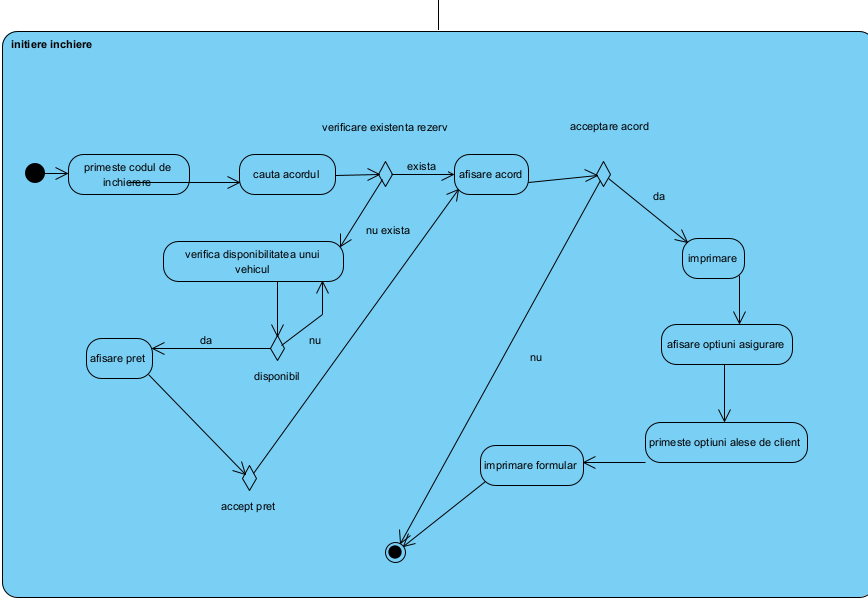 initiere inchiere
verificare existenta rezerv
acceptare acord
primeste codul de
inchierere
cauta acordul
exista
afisare acord
da
nu exista
verifica disponibilitatea unui
vehicul
imprimare
da
nu
afisare pret
disponibil
afisare optiuni asigurare
nu
primeste optiuni alese de client
imprimare formular
accept pret